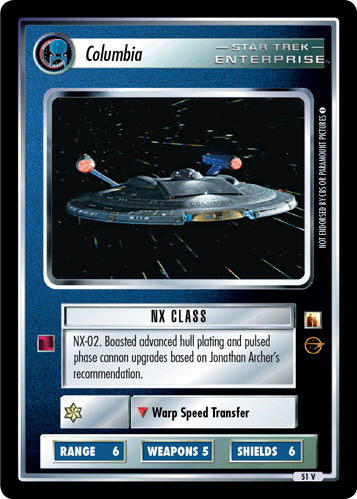 Columbia
STAR TREK
ENTERPRISE
NOT ENDORSED BY CBS OR PARAMOUNT PICTURES
COLUMBIA
NX CLASS
NX-02. Boasted advanced hull plating and pulsed
phase cannon upgrades based on Jonathan Archer's
recommendation.
Warp Speed Transfer
RANGE 6 WEAPONS 5 SHIELDS 6
51 V